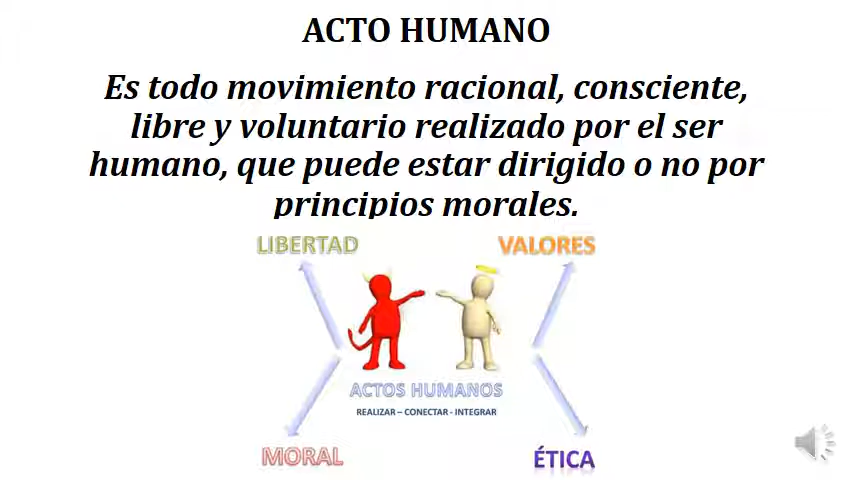 ACTO HUMANO
Es todo movimiento racional, consciente,
libre y voluntario realizado por el ser
humano, que puede estar dirigido o no por
principios morales.
LIBERTAD
VALORES
ACTOS HUMANOS
REALIZAR – CONECTAR - INTEGRAR
MORAL
ÉTICA